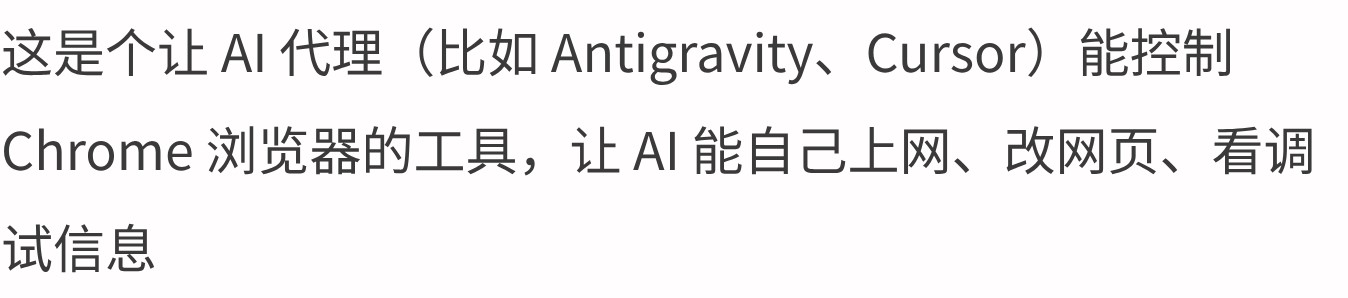 这是个让 AI 代理（比如 Antigravity、Cursor）能控制
Chrome 浏览器的工具，让 AI 能自己上网、改网页、看调
试信息